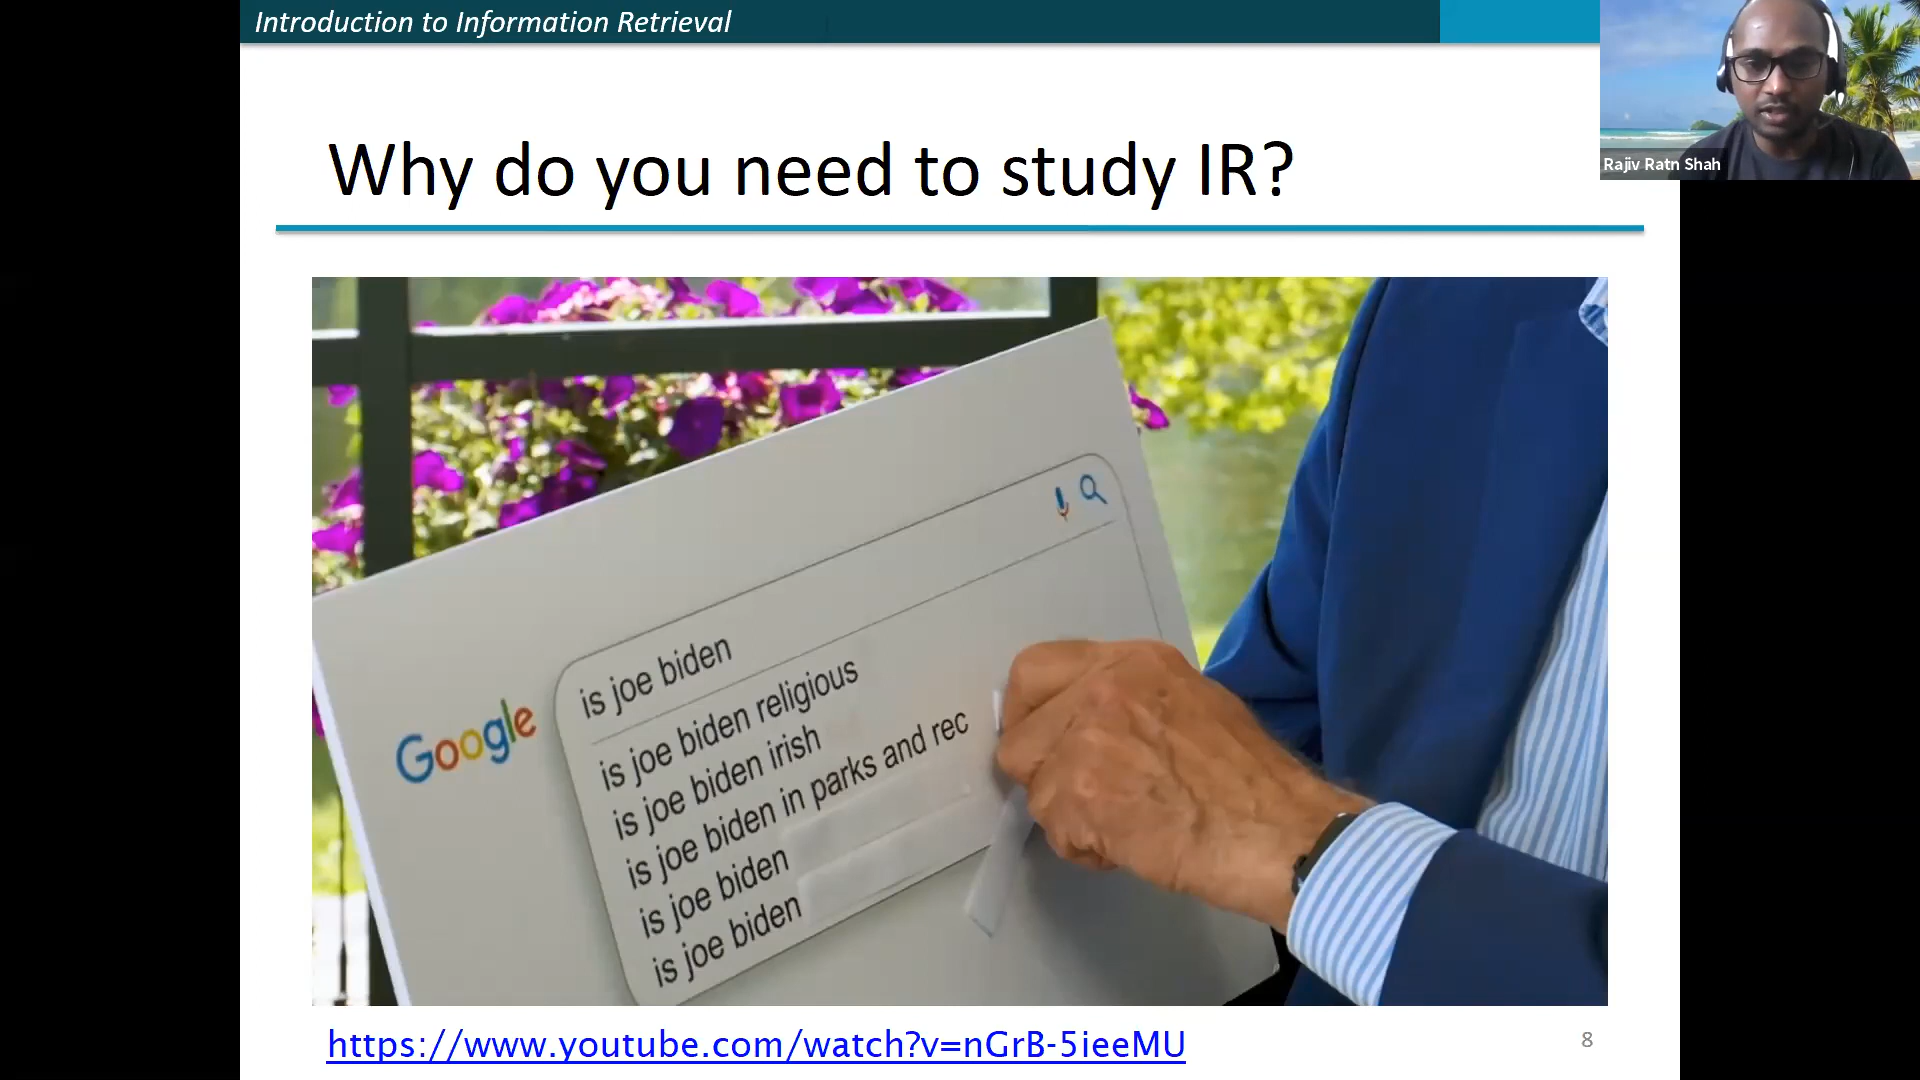 Introduction to Information Retrieval
Rajiv Ratn Shah
Why do you need to study IR?
Google
is joe biden
is joe biden religious
is joe biden irish
is joe biden in parks and rec
is joe biden
is joe biden
https://www.youtube.com/watch?v=nGrB-5ieeMU
8